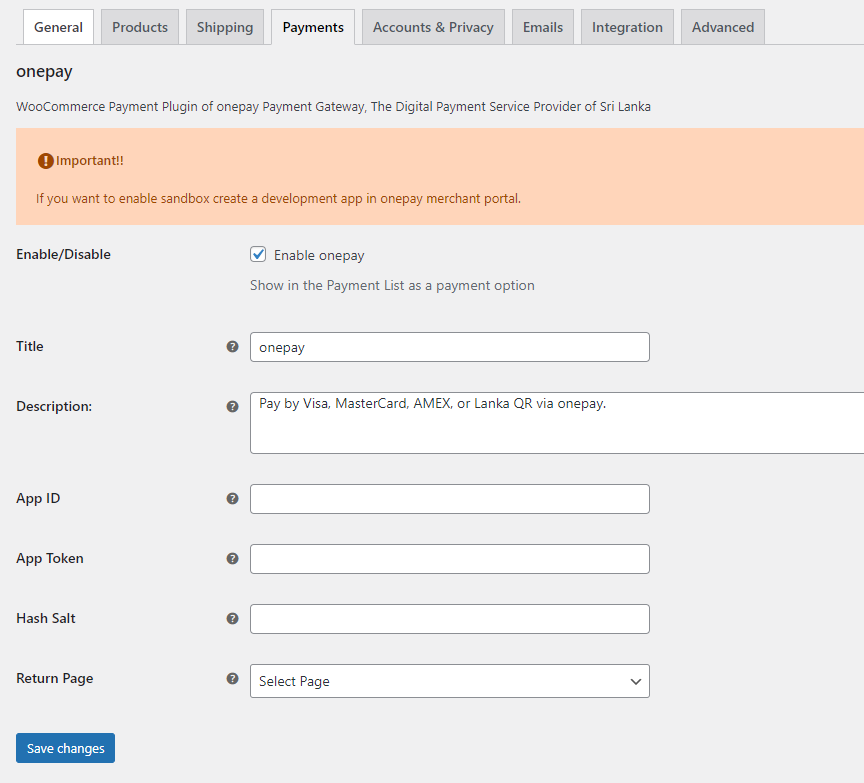 General Products Shipping Payments Accounts & Privacy Emails Integration Advanced
onepay
WooCommerce Payment Plugin of onepay Payment Gateway, The Digital Payment Service Provider of Sri Lanka
Important!!
If you want to enable sandbox create a development app in onepay merchant portal.
Enable/Disable Enable onepay
Show in the Payment List as a payment option
Title onepay
Description: Pay by Visa, MasterCard, AMEX, or Lanka QR via onepay.
App ID
App Token
Hash Salt
Return Page Select Page
Save changes